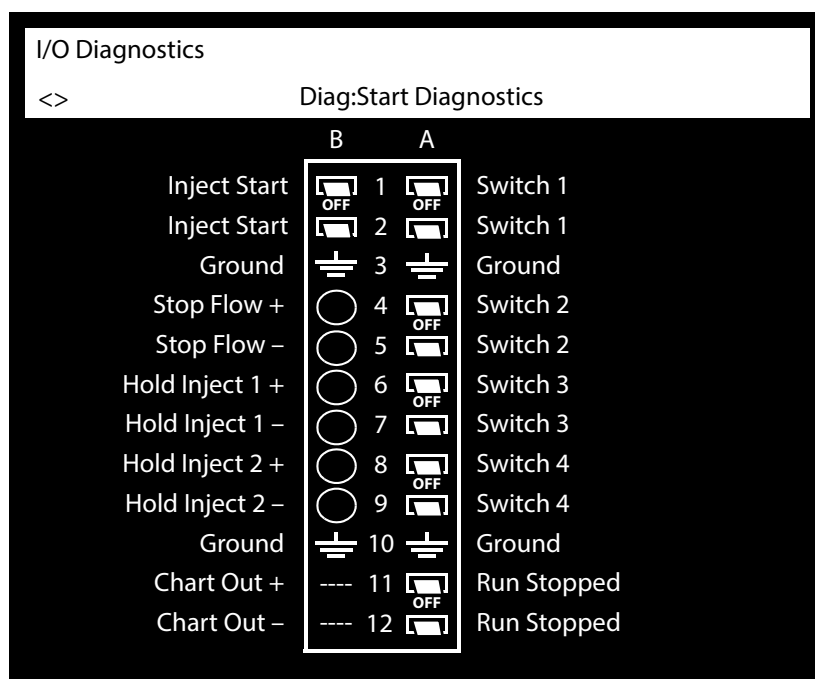 I/O Diagnostics
<> Diag:Start Diagnostics
B A
Inject Start 1 Switch 1
OFF OFF
Inject Start 2 Switch 1
Ground 3 Ground
Stop Flow + 4 Switch 2
OFF
Stop Flow – 5 Switch 2
Hold Inject 1 + 6 Switch 3
OFF
Hold Inject 1 – 7 Switch 3
Hold Inject 2 + 8 Switch 4
OFF
Hold Inject 2 – 9 Switch 4
Ground 10 Ground
Chart Out + ---- 11 Run Stopped
OFF
Chart Out – ---- 12 Run Stopped